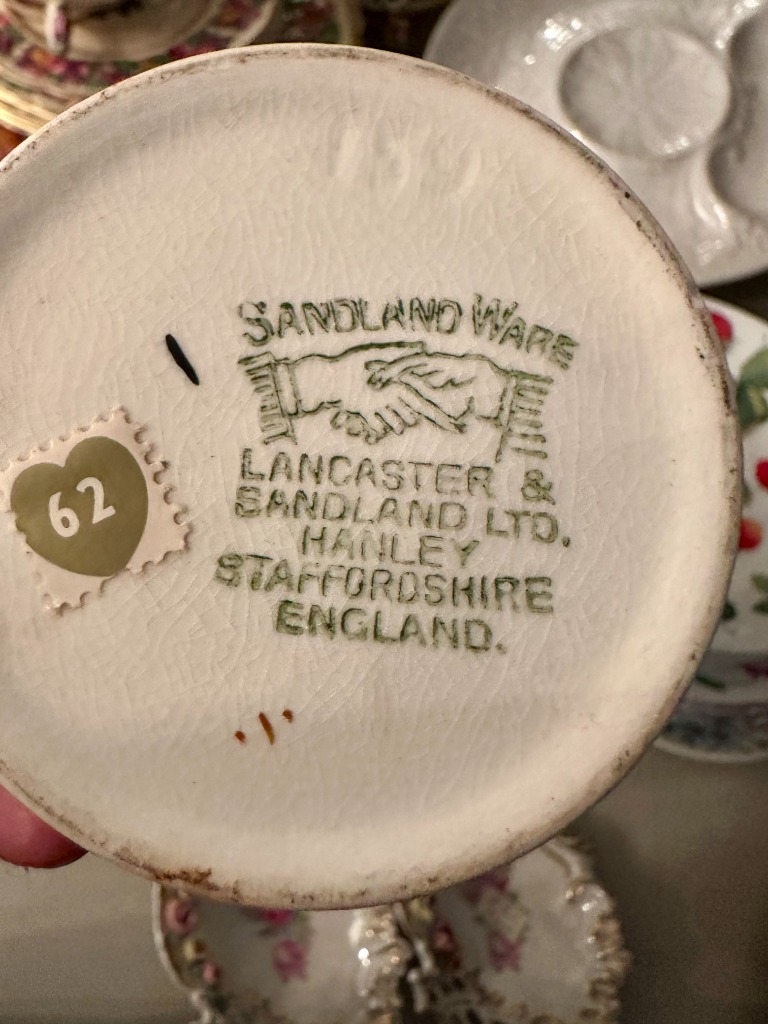 SANDLAND WARE
LANCASTER &
SANDLAND LTD.
HANLEY
STAFFORDSHIRE
ENGLAND.
62